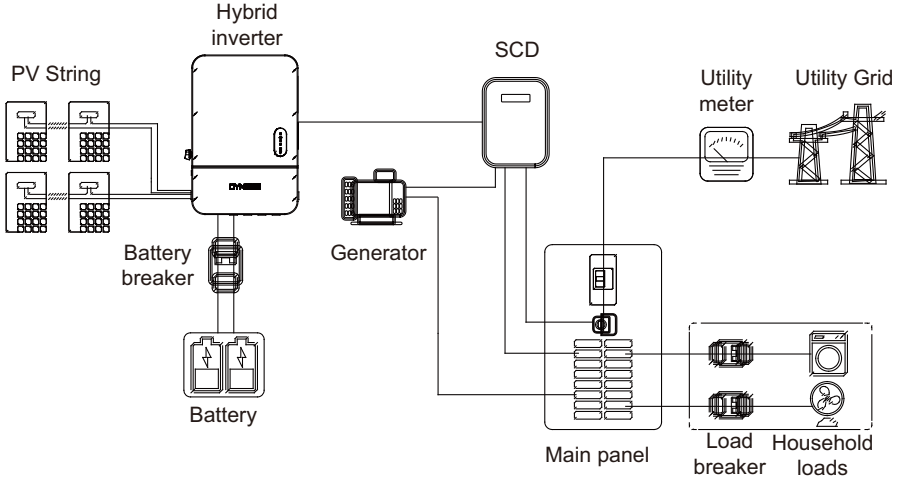 Hybrid
inverter
SCD
PV String
Utility
meter
Utility Grid
Battery
breaker
Generator
Battery
Main panel
Load
breaker
Household
loads